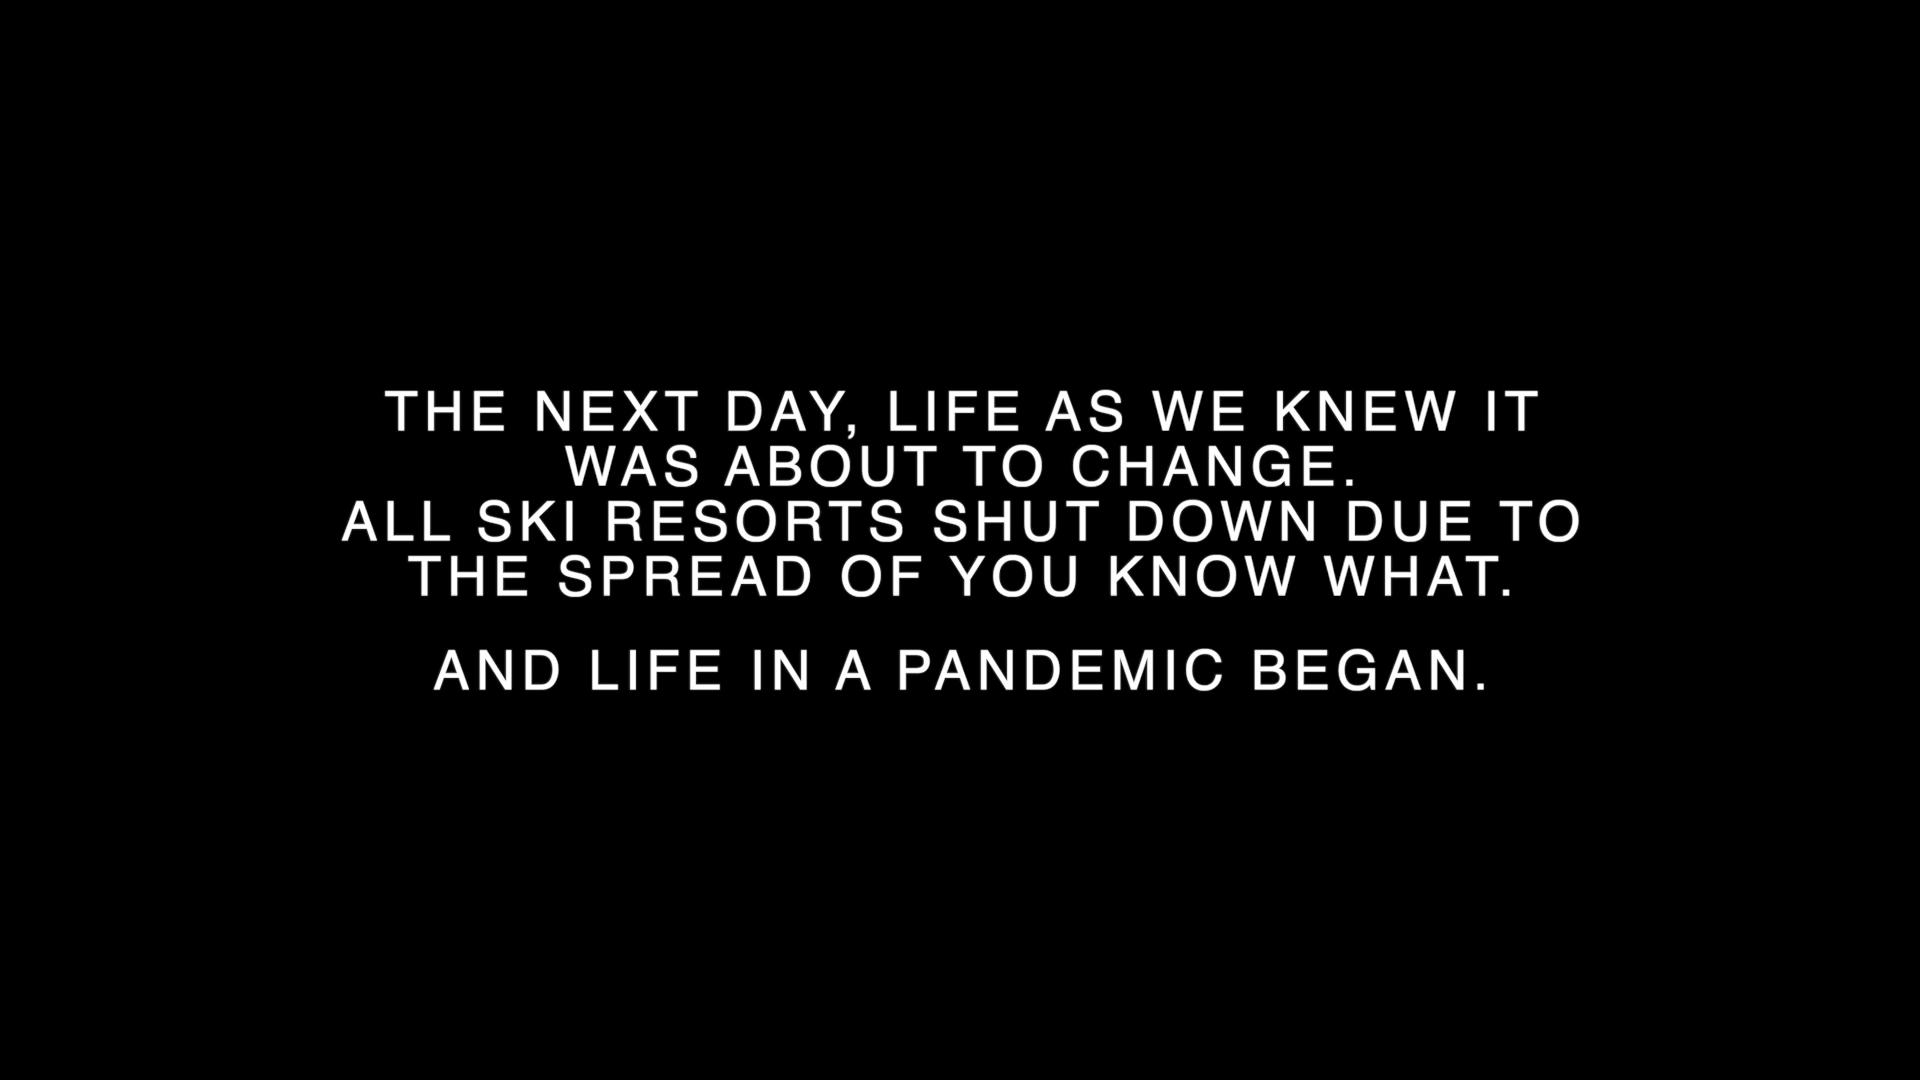 THE NEXT DAY, LIFE AS WE KNEW IT
WAS ABOUT TO CHANGE.
ALL SKI RESORTS SHUT DOWN DUE TO
THE SPREAD OF YOU KNOW WHAT.
AND LIFE IN A PANDEMIC BEGAN.